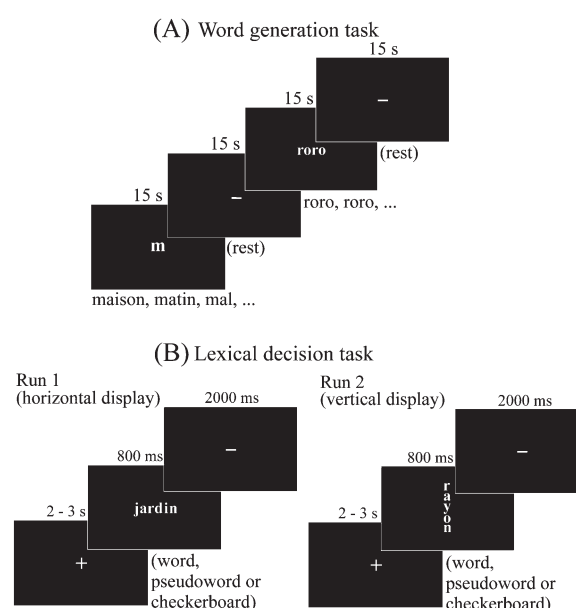 (A) Word generation task
15 s
–
15 s
roro
(rest)
15 s
–
roro, roro, ...
15 s
m
(rest)
maison, matin, mal, ...
(B) Lexical decision task
Run 1
(horizontal display)
2000 ms
–
800 ms
jardin
2 - 3 s
+
(word,
pseudoword or
checkerboard)
Run 2
(vertical display)
2000 ms
–
800 ms
rayon
2 - 3 s
+
(word,
pseudoword or
checkerboard)